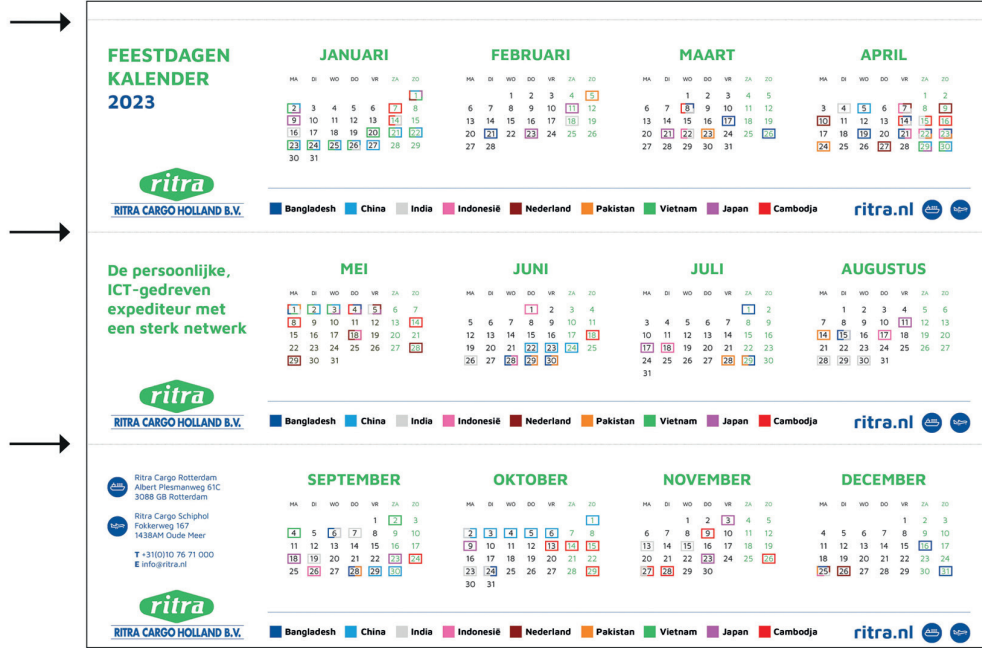 FEESTDAGEN
KALENDER
2023
ritra
RITRA CARGO HOLLAND B.V.
JANUARI
MA DI WO DO VR ZA ZO
1
2 3 4 5 6 7 8
9 10 11 12 13 14 15
16 17 18 19 20 21 22
23 24 25 26 27 28 29
30 31
FEBRUARI
MA DI WO DO VR ZA ZO
1 2 3 4 5
6 7 8 9 10 11 12
13 14 15 16 17 18 19
20 21 22 23 24 25 26
27 28
MAART
MA DI WO DO VR ZA ZO
1 2 3 4 5
6 7 8 9 10 11 12
13 14 15 16 17 18 19
20 21 22 23 24 25 26
27 28 29 30 31
APRIL
MA DI WO DO VR ZA ZO
1 2
3 4 5 6 7 8 9
10 11 12 13 14 15 16
17 18 19 20 21 22 23
24 25 26 27 28 29 30
Bangladesh China India Indonesië Nederland Pakistan Vietnam Japan Cambodja
ritra.nl
De persoonlijke,
ICT-gedreven
expediteur met
een sterk netwerk
ritra
RITRA CARGO HOLLAND B.V.
MEI
MA DI WO DO VR ZA ZO
1 2 3 4 5 6 7
8 9 10 11 12 13 14
15 16 17 18 19 20 21
22 23 24 25 26 27 28
29 30 31
JUNI
MA DI WO DO VR ZA ZO
1 2 3 4
5 6 7 8 9 10 11
12 13 14 15 16 17 18
19 20 21 22 23 24 25
26 27 28 29 30
JULI
MA DI WO DO VR ZA ZO
1 2
3 4 5 6 7 8 9
10 11 12 13 14 15 16
17 18 19 20 21 22 23
24 25 26 27 28 29 30
31
AUGUSTUS
MA DI WO DO VR ZA ZO
1 2 3 4 5 6
7 8 9 10 11 12 13
14 15 16 17 18 19 20
21 22 23 24 25 26 27
28 29 30 31
Bangladesh China India Indonesië Nederland Pakistan Vietnam Japan Cambodja
ritra.nl
Ritra Cargo Rotterdam
Albert Plesmanweg 61C
3088 GB Rotterdam
Ritra Cargo Schiphol
Fokkerweg 167
1438AM Oude Meer
T +31(0)10 76 71 000
E info@ritra.nl
ritra
RITRA CARGO HOLLAND B.V.
SEPTEMBER
MA DI WO DO VR ZA ZO
1 2 3
4 5 6 7 8 9 10
11 12 13 14 15 16 17
18 19 20 21 22 23 24
25 26 27 28 29 30
OKTOBER
MA DI WO DO VR ZA ZO
1
2 3 4 5 6 7 8
9 10 11 12 13 14 15
16 17 18 19 20 21 22
23 24 25 26 27 28 29
30 31
NOVEMBER
MA DI WO DO VR ZA ZO
1 2 3 4 5
6 7 8 9 10 11 12
13 14 15 16 17 18 19
20 21 22 23 24 25 26
27 28 29 30
DECEMBER
MA DI WO DO VR ZA ZO
1 2 3
4 5 6 7 8 9 10
11 12 13 14 15 16 17
18 19 20 21 22 23 24
25 26 27 28 29 30 31
Bangladesh China India Indonesië Nederland Pakistan Vietnam Japan Cambodja
ritra.nl